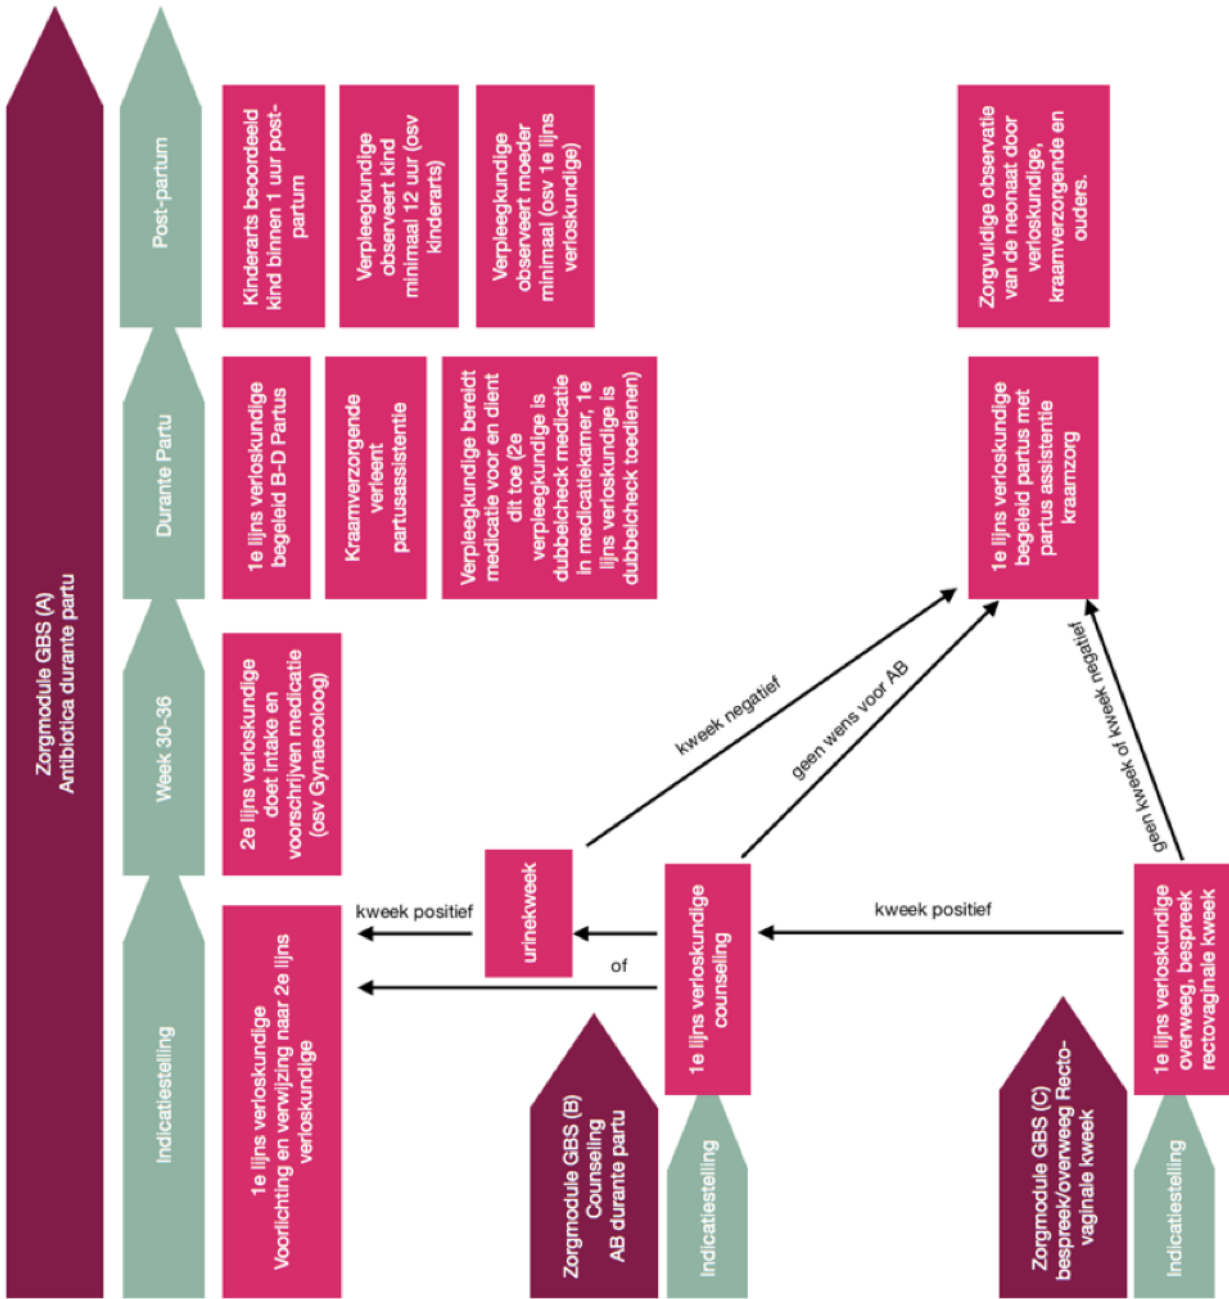 Zorgmodule GBS (A)
Antibiotica durante partu
Indicatiestelling
Week 30-36
Durante Partu
Post-partum
1e lijns verloskundige
Voorlichting en verwijzing naar 2e lijns
verloskundige
2e lijns verloskundige
doet intake en
voorschrijven medicatie
(osv Gynaecoloog)
1e lijns verloskundige
begeleid B-D Partus
Kinderarts beoordeeld
kind binnen 1 uur post-
partum
Kraamverzorgende
verleent
partusassistentie
Verpleegkundige
observeert kind
minimaal 12 uur (osv
kinderarts)
Verpleegkundige bereidt
medicatie voor en dient
dit toe (2e
verpleegkundige is
dubbelcheck medicatie
in medicatiekamer, 1e
lijns verloskundige is
dubbelcheck toedienen)
Verpleegkundige
observeert moeder
minimaal (osv 1e lijns
verloskundige)
kweek positief
urinekweek
of
kweek negatief
Zorgmodule GBS (B)
Counseling
AB durante partu
Indicatiestelling
1e lijns verloskundige
counseling
geen wens voor AB
kweek positief
1e lijns verloskundige
begeleid partus met
partus assistentie
kraamzorg
Zorgvuldige observatie
van de neonaat door
verloskundige,
kraamverzorgende en
ouders.
Zorgmodule GBS (C)
bespreek/overweeg Recto-
vaginale kweek
Indicatiestelling
1e lijns verloskundige
overweeg, bespreek
rectovaginale kweek
geen kweek of kweek negatief